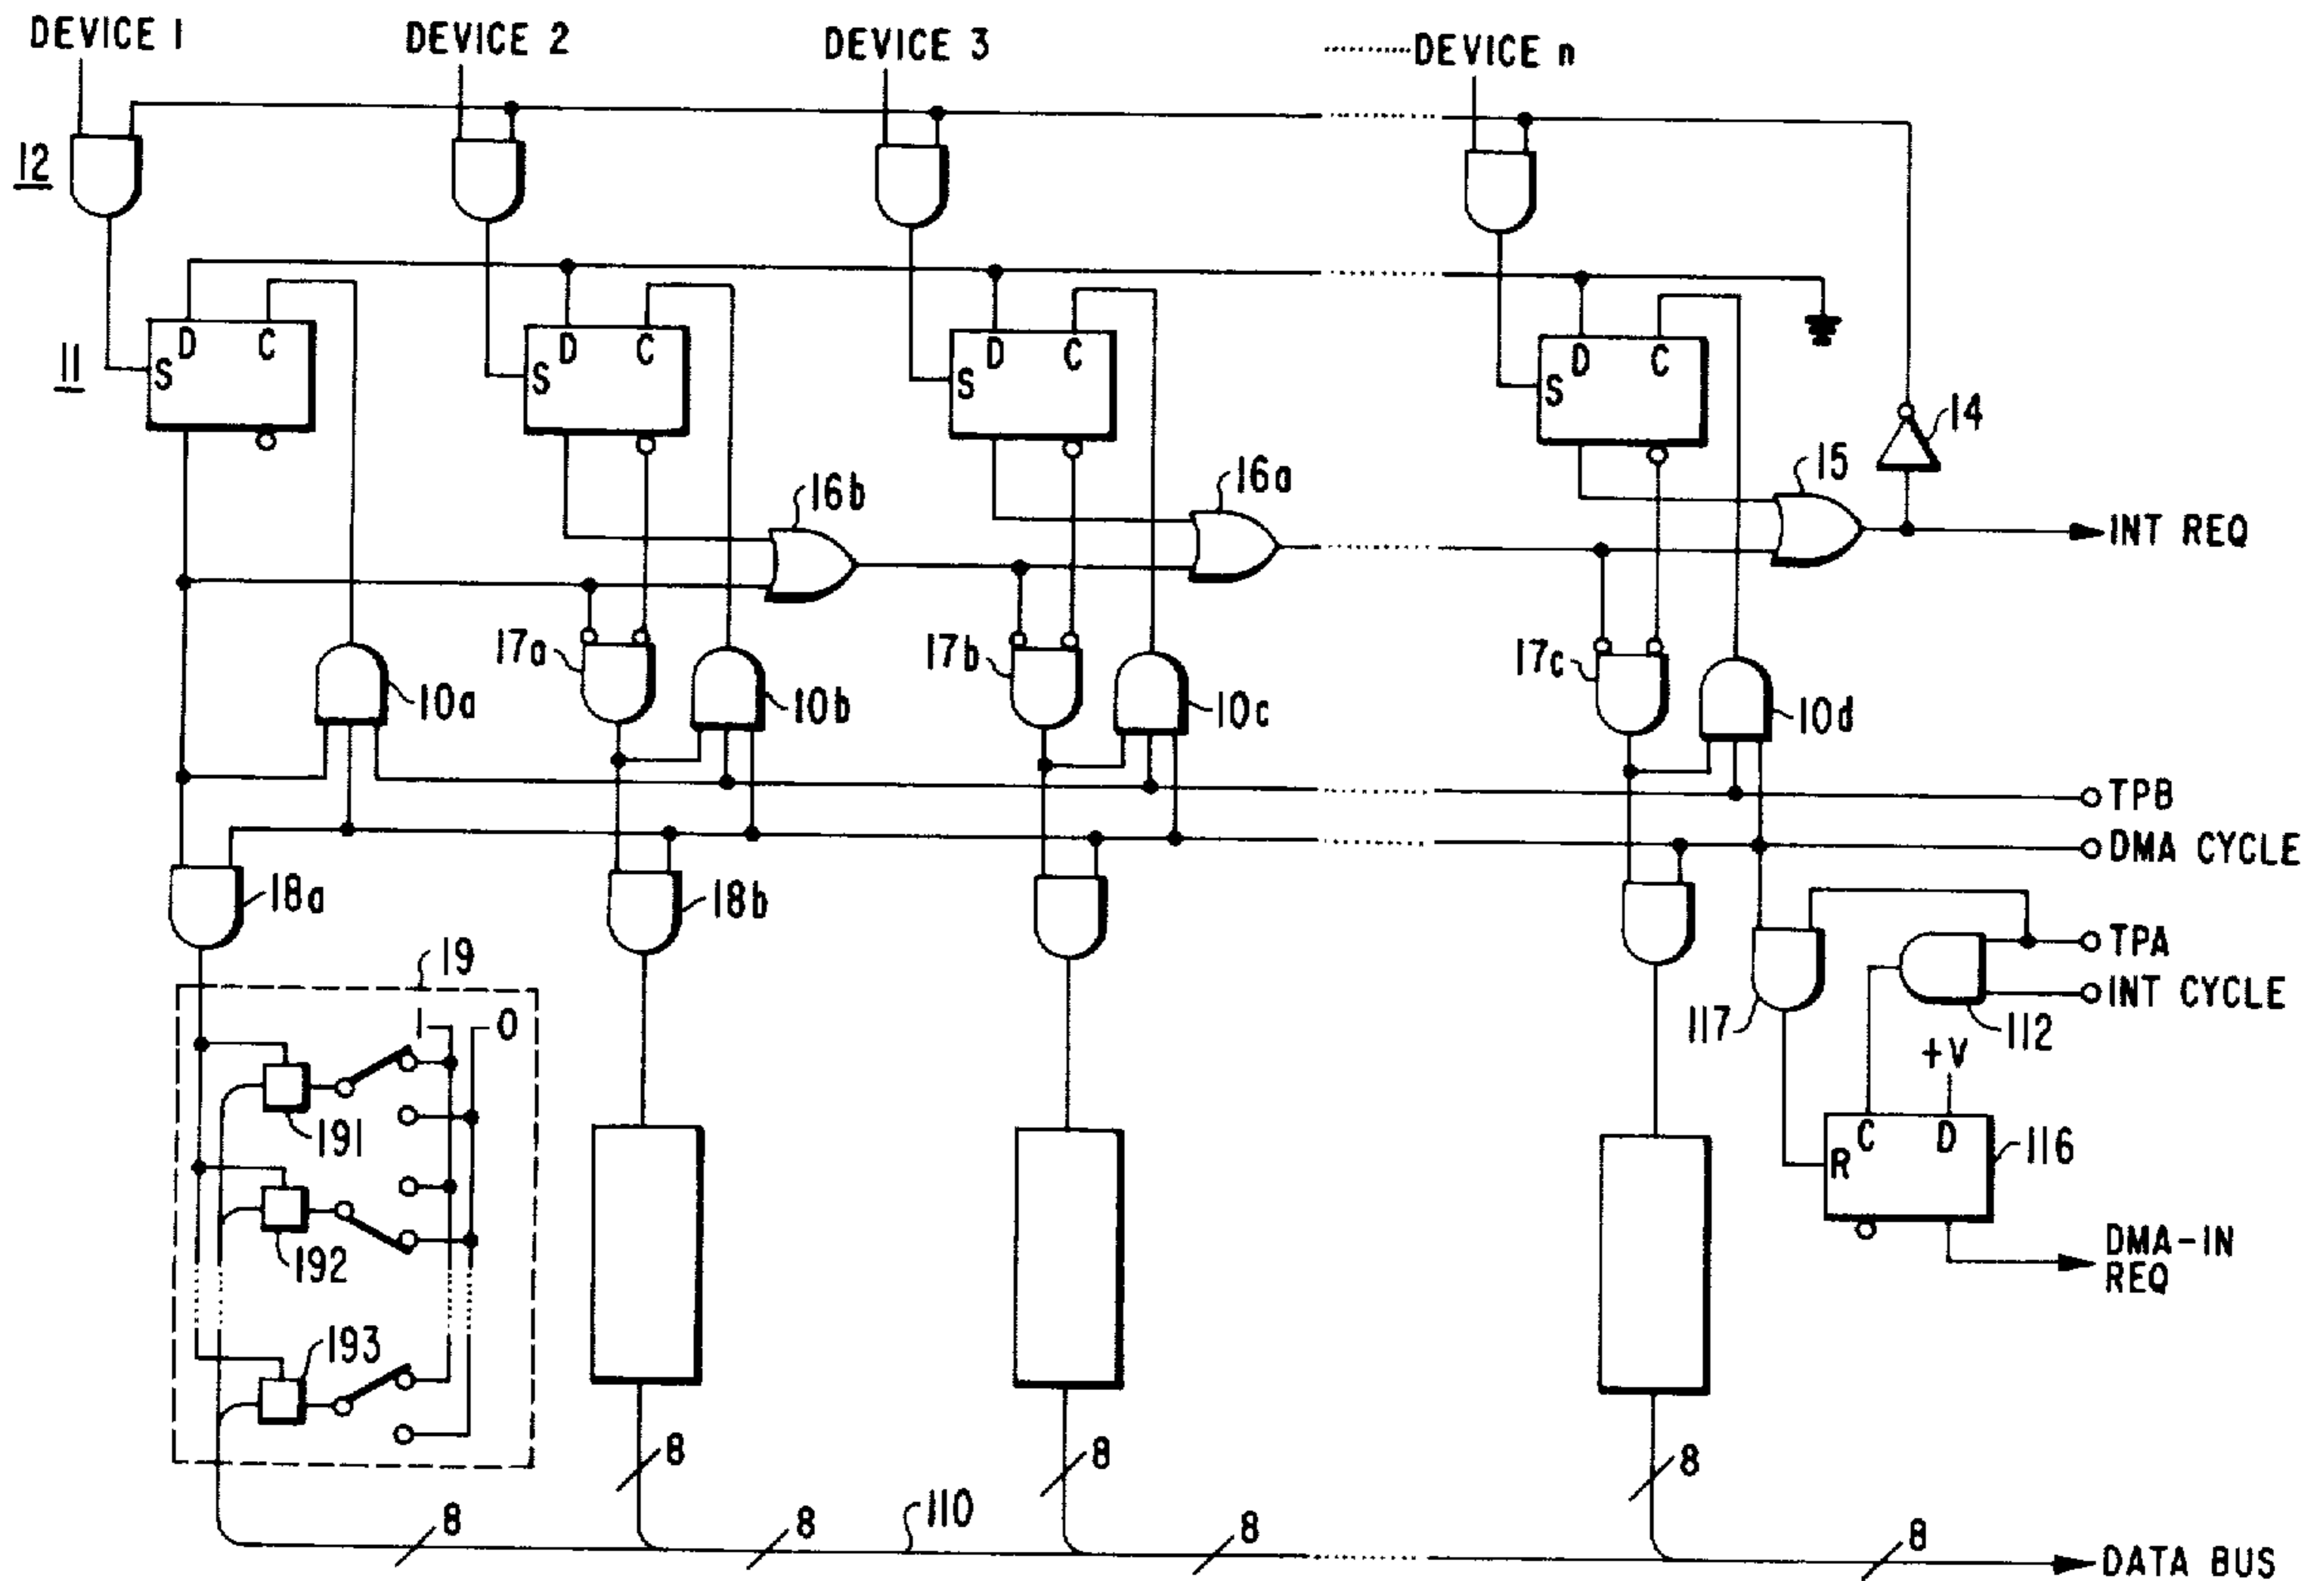 DEVICE 1
DEVICE 2
DEVICE 3
DEVICE n
12
D
C
S
11
D
C
S
D
C
S
D
C
S
14
15
16b
16a
INT REQ
17a
10a
10b
17b
10c
17c
10d
TPB
DMA CYCLE
18a
18b
TPA
INT CYCLE
117
112
19
1
0
+V
191
C
D
R
116
192
DMA-IN
REQ
193
8
8
8
8
8
110
8
8
DATA BUS